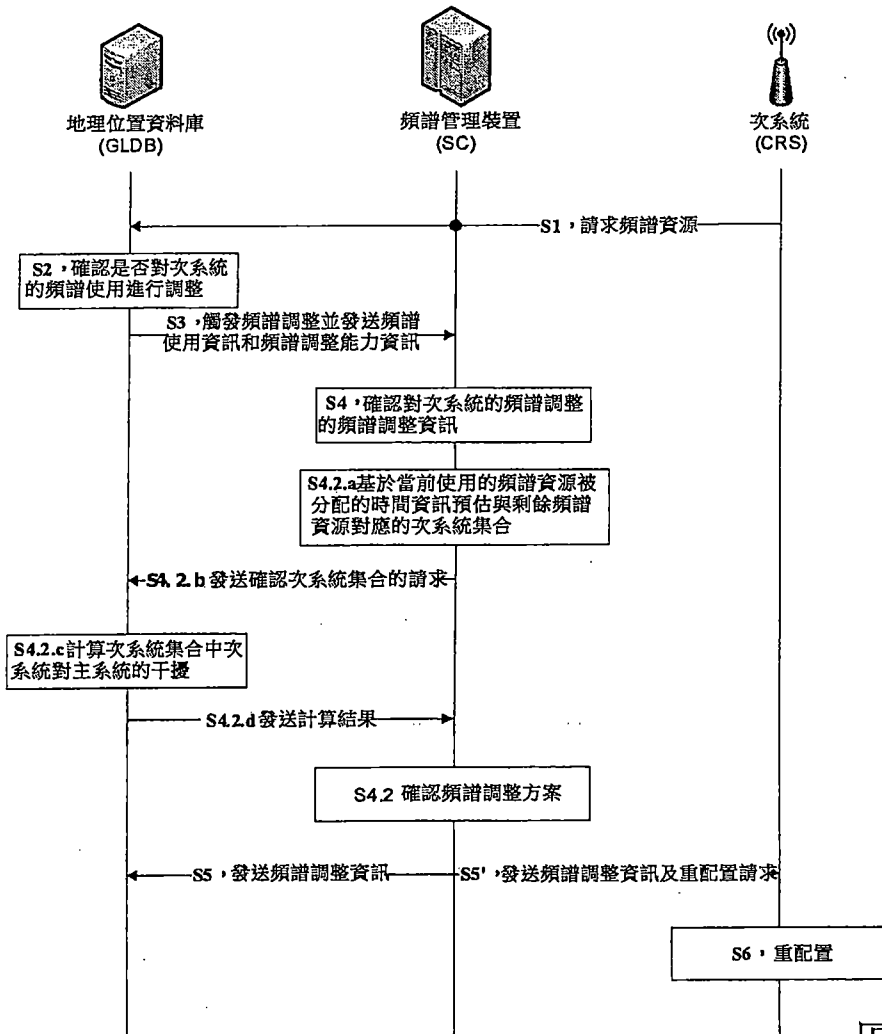 地理位置資料庫
(GLDB)
頻譜管理裝置
(SC)
次系統
(CRS)
S1，請求頻譜資源
S2，確認是否對次系統
的頻譜使用進行調整
S3，觸發頻譜調整並發送頻譜
使用資訊和頻譜調整能力資訊
S4，確認對次系統的頻譜調整
的頻譜調整資訊
S4.2.a基於當前使用的頻譜資源被
分配的時間資訊預估與剩餘頻譜
資源對應的次系統集合
S4.2.b發送確認次系統集合的請求
S4.2.c計算次系統集合中次
系統對主系統的干擾
S4.2.d發送計算結果
S4.2 確認頻譜調整方案
S5，發送頻譜調整資訊
S5'，發送頻譜調整資訊及重配置請求
S6，重配置